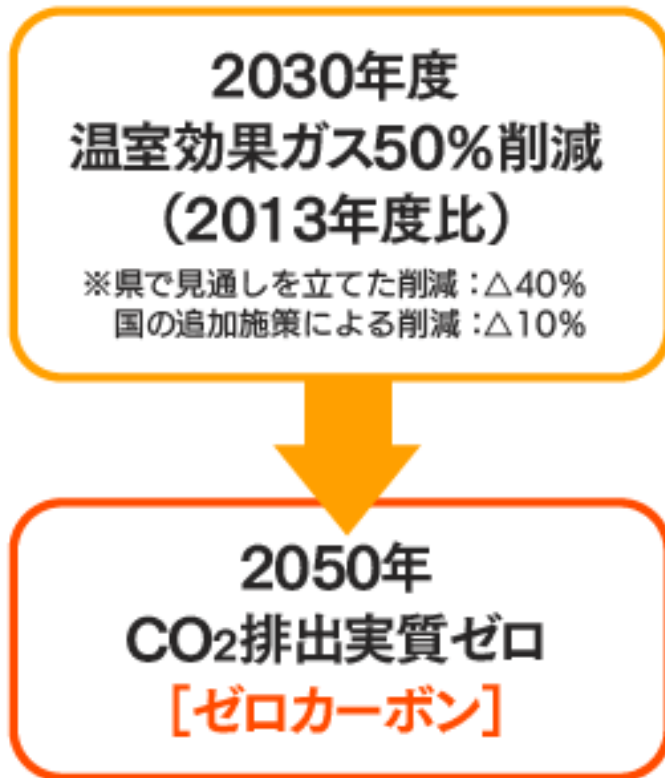 2030年度
温室効果ガス50%削減
（2013年度比）
※県で見通しを立てた削減：△40%
国の追加施策による削減：△10%
2050年
CO₂排出実質ゼロ
［ゼロカーボン］